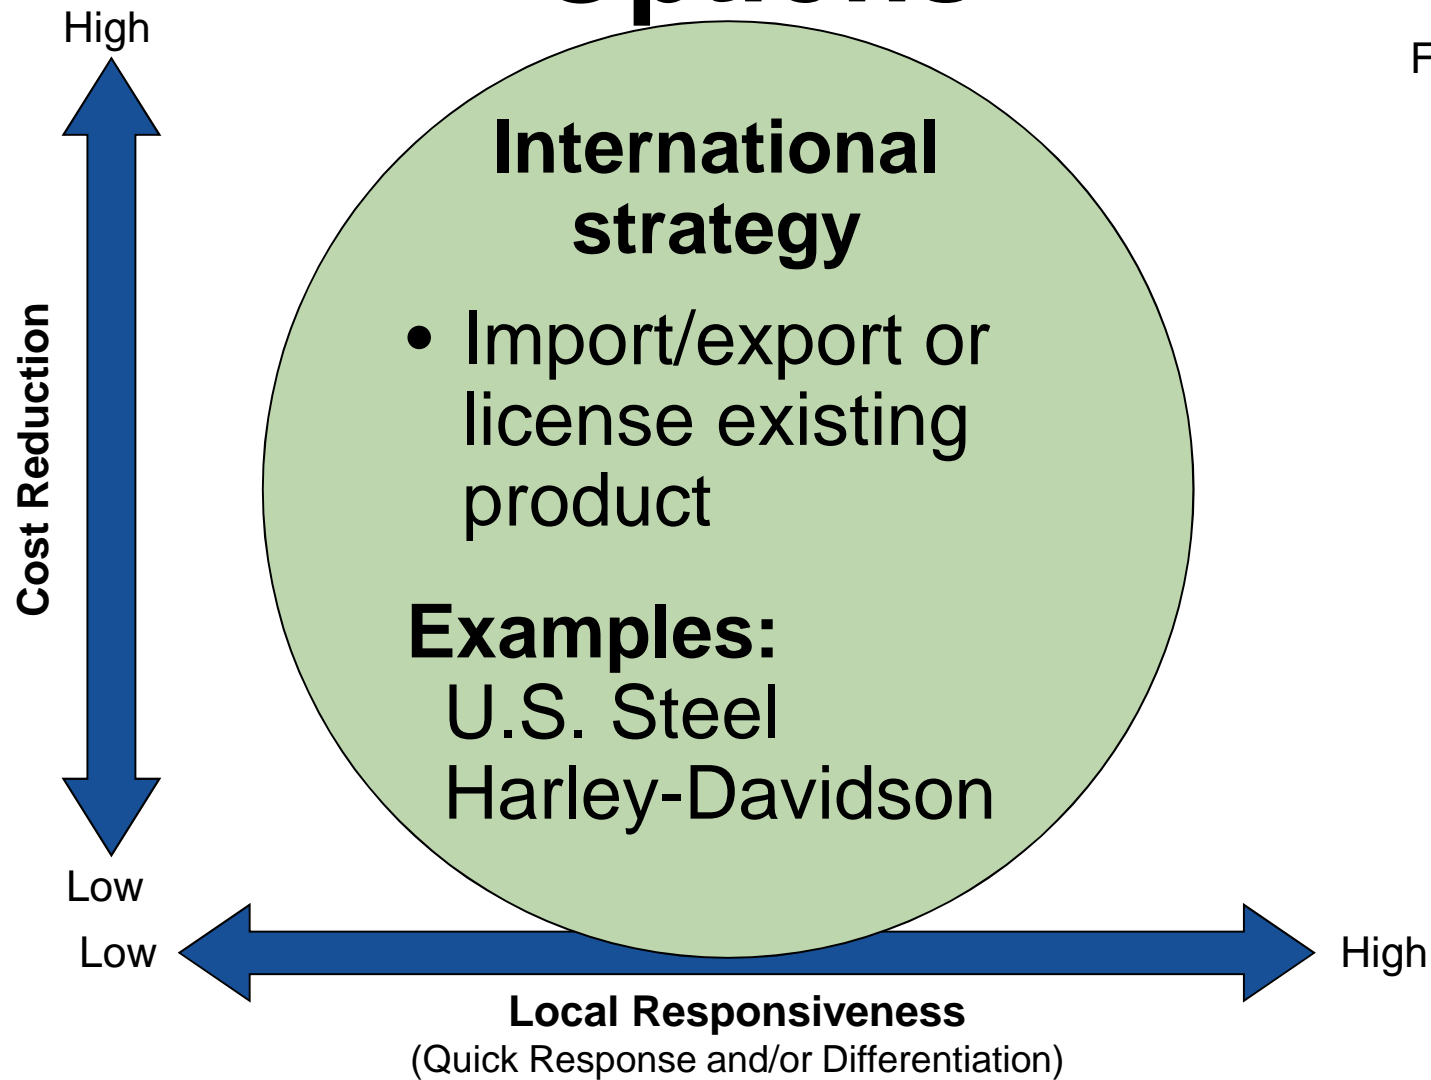 High
International
strategy
• Import/export or
license existing
product
Examples:
U.S. Steel
Harley-Davidson
Cost Reduction
Low
Low
High
Local Responsiveness
(Quick Response and/or Differentiation)